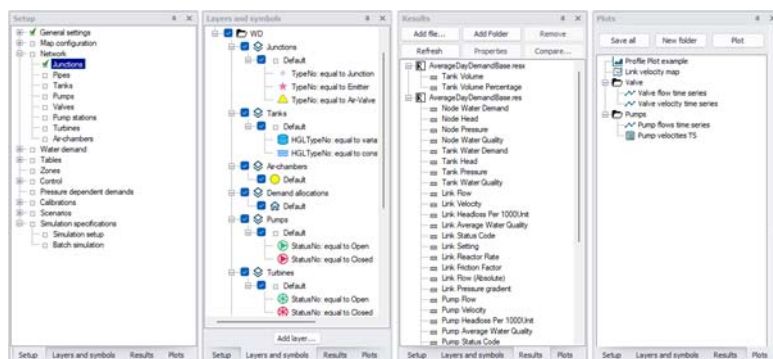 Setup
General settings
Map configuration
Network
Junctions
Pipes
Tanks
Pumps
Valves
Pump stations
Turbines
Air-chambers
Water demand
Tables
Zones
Control
Pressure dependent demands
Calibrations
Scenarios
Simulation specifications
Simulation setup
Batch simulation
Setup Layers and symbols Results Plots
Layers and symbols
WD
Junctions
Default
TypeNo: equal to Junction
TypeNo: equal to Emitter
TypeNo: equal to Air-Valve
Tanks
Default
HGLTypeNo: equal to varia
HGLTypeNo: equal to cons
Air-chambers
Default
Demand allocations
Default
Pumps
Default
StatusNo: equal to Open
StatusNo: equal to Closed
Turbines
Default
StatusNo: equal to Open
StatusNo: equal to Closed
Add layer...
Setup Layers and symbols Results Plots
Results
Add file... Add Folder Remove
Refresh Properties Compare...
AverageDayDemandBase.resx
Tank Volume
Tank Volume Percentage
AverageDayDemandBase.res
Node Water Demand
Node Head
Node Pressure
Node Water Quality
Tank Water Demand
Tank Head
Tank Pressure
Tank Water Quality
Link Flow
Link Velocity
Link Headloss Per 1000Unit
Link Average Water Quality
Link Status Code
Link Setting
Link Reactor Rate
Link Friction Factor
Link Flow (Absolute)
Link Pressure gradient
Pump Flow
Pump Velocity
Pump Headloss Per 1000Unit
Pump Average Water Quality
Pump Status Code
Setup Layers and symbols Results Plots
Plots
Save all New folder Plot
Profile Plot example
Link velocity map
Valve
Valve flow time series
Valve velocity time series
Pumps
Pump flows time series
Pump velocities TS
Setup Layers and symbols Results Plots